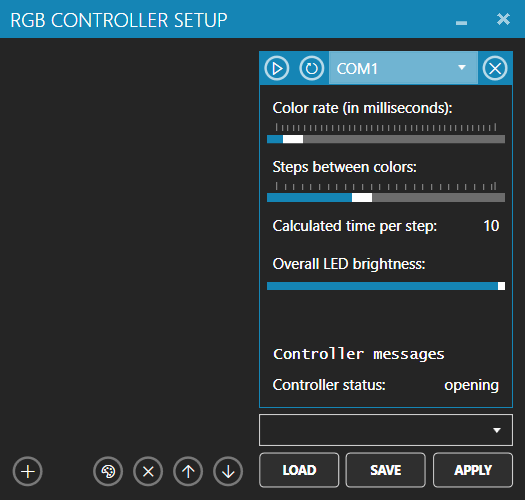 RGB CONTROLLER SETUP
COM1
Color rate (in milliseconds):
Steps between colors:
Calculated time per step: 10
Overall LED brightness:
Controller messages
Controller status: opening
LOAD SAVE APPLY